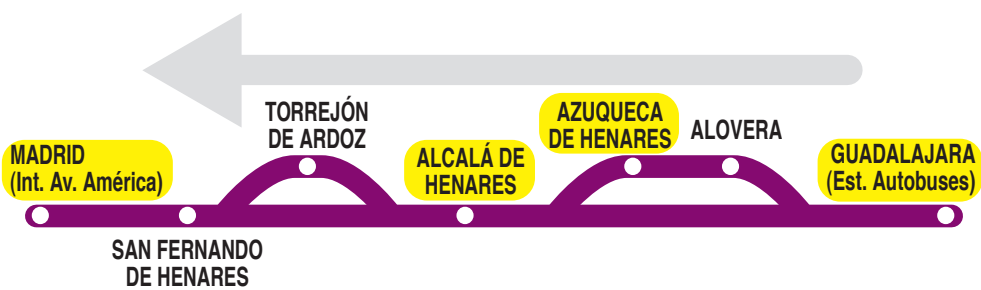 MADRID
(Int. Av. América)
SAN FERNANDO
DE HENARES
TORREJÓN
DE ARDOZ
ALCALÁ DE
HENARES
AZUQUECA
DE HENARES
ALOVERA
GUADALAJARA
(Est. Autobuses)